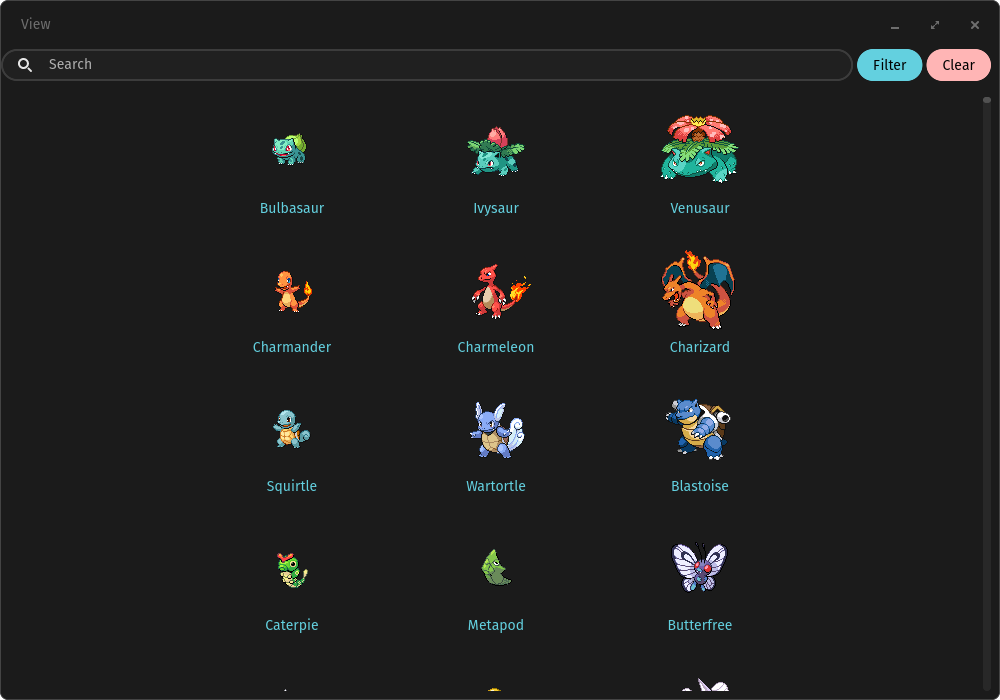 View
Search
Filter
Clear
Bulbasaur
Ivysaur
Venusaur
Charmander
Charmeleon
Charizard
Squirtle
Wartortle
Blastoise
Caterpie
Metapod
Butterfree